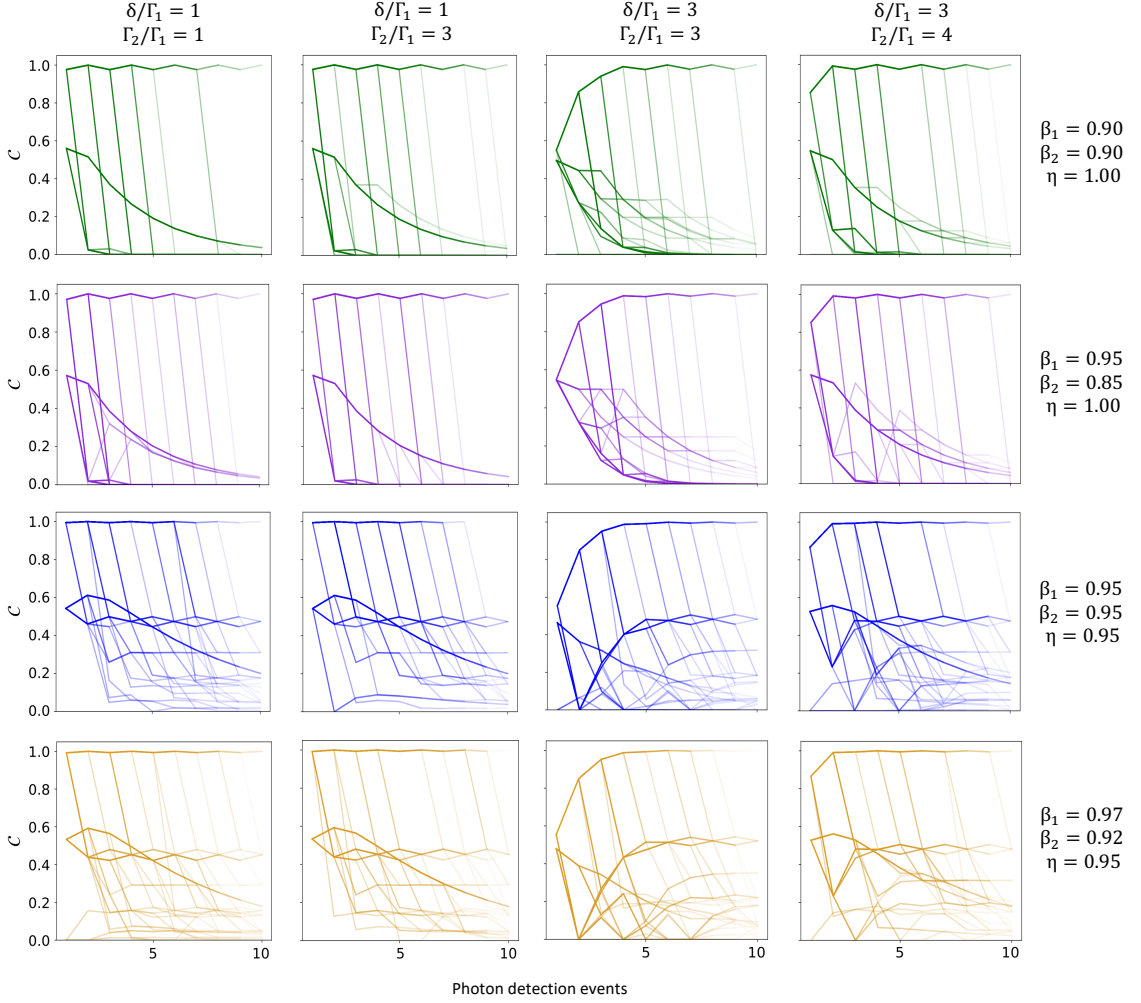 δ/Γ₁ = 1 δ/Γ₁ = 1 δ/Γ₁ = 3 δ/Γ₁ = 3
Γ₂/Γ₁ = 1 Γ₂/Γ₁ = 3 Γ₂/Γ₁ = 3 Γ₂/Γ₁ = 4
1.0
0.8
0.6
0.4
0.2
0.0
𝒞
β₁ = 0.90
β₂ = 0.90
η = 1.00
1.0
0.8
0.6
0.4
0.2
0.0
𝒞
β₁ = 0.95
β₂ = 0.85
η = 1.00
1.0
0.8
0.6
0.4
0.2
0.0
𝒞
β₁ = 0.95
β₂ = 0.95
η = 0.95
1.0
0.8
0.6
0.4
0.2
0.0
𝒞
β₁ = 0.97
β₂ = 0.92
η = 0.95
5 10 5 10 5 10 5 10
Photon detection events